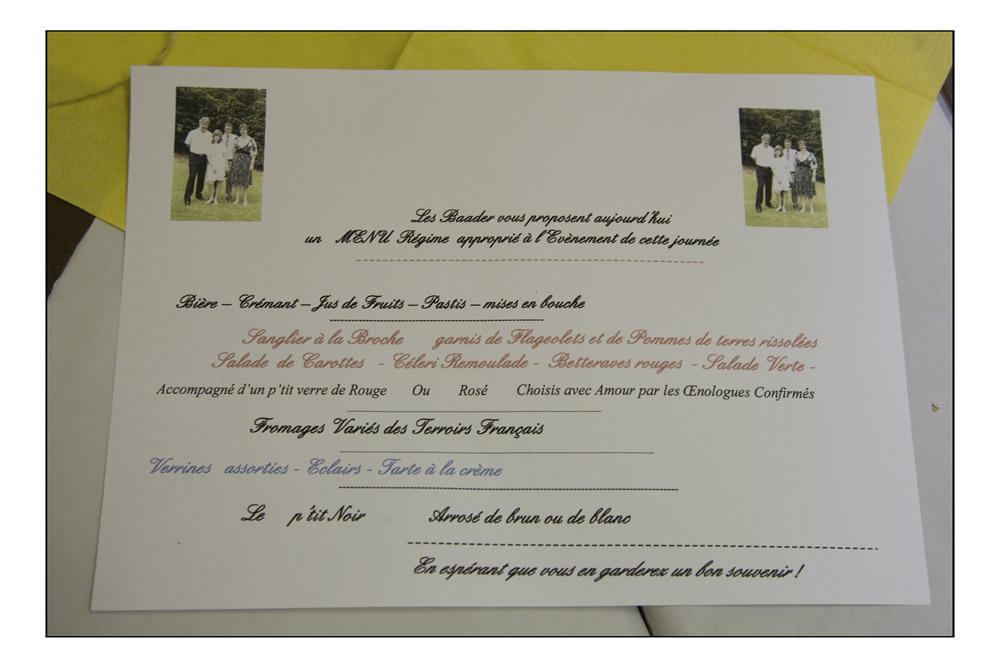 Les Baader vous proposent aujourd'hui
un MENU Régime approprié à l'Evènement de cette journée
Bière – Crémant – Jus de Fruits – Pastis – mises en bouche
Sanglier à la Broche garnis de Flageolets et de Pommes de terres rissolées
Salade de Carottes - Céleri Remoulade - Betteraves rouges - Salade Verte -
Accompagné d'un p'tit verre de Rouge Ou Rosé Choisis avec Amour par les Œnologues Confirmés
Fromages Variés des Terroirs Français
Verrines assorties - Eclairs - Tarte à la crème
Le p'tit Noir Arrosé de brun ou de blanc
En espérant que vous en garderez un bon souvenir !